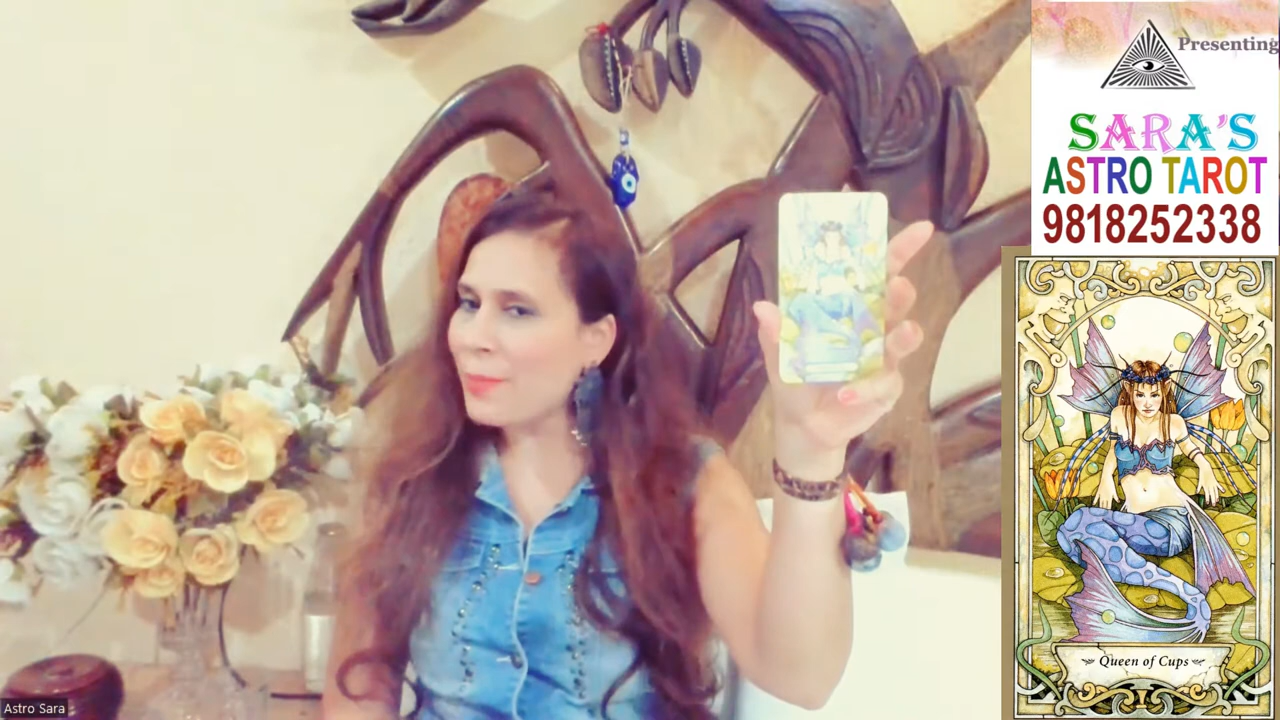 Presenting
SARA'S
ASTRO TAROT
9818252338
Queen of Cups
Astro Sara